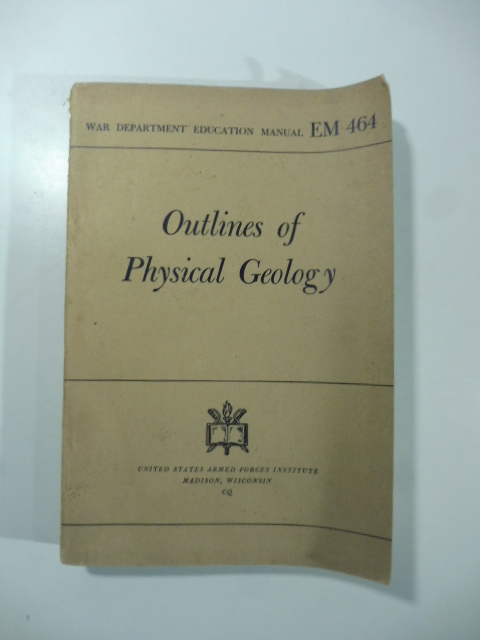 WAR DEPARTMENT EDUCATION MANUAL EM 464
Outlines of
Physical Geology
UNITED STATES ARMED FORCES INSTITUTE
MADISON, WISCONSIN
CQ